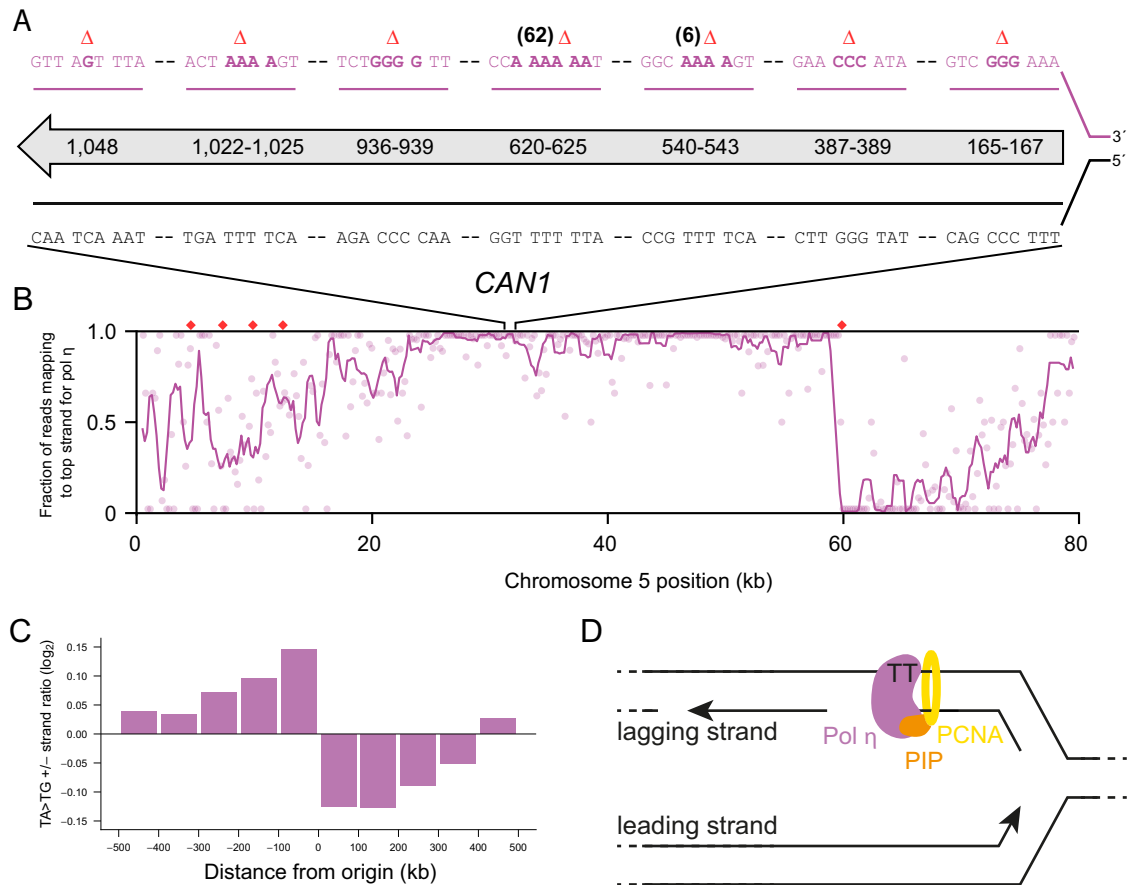 A
Δ Δ Δ (62) Δ (6) Δ Δ Δ
GTT AGT TTA -- ACT AAA AGT -- TCTGGG G TT -- CCA AAA AAT -- GGC AAA AGT -- GAA CCC ATA -- GTC GGG AAA
3´
1,048 1,022-1,025 936-939 620-625 540-543 387-389 165-167
5´
CAA TCA AAT -- TGA TTT TCA -- AGA CCC CAA -- GGT TTT TTA -- CCG TTT TCA -- CTT GGG TAT -- CAG CCC TTT
CAN1
B
Fraction of reads mapping
to top strand for pol η
1.0
0.5
0
0 20 40 60 80
Chromosome 5 position (kb)
C
TA>TG +/− strand ratio (log2)
0.15
0.10
0.05
0.00
−0.05
−0.10
−0.15
−500 −400 −300 −200 −100 0 100 200 300 400 500
Distance from origin (kb)
D
TT
lagging strand
Pol η
PCNA
PIP
leading strand